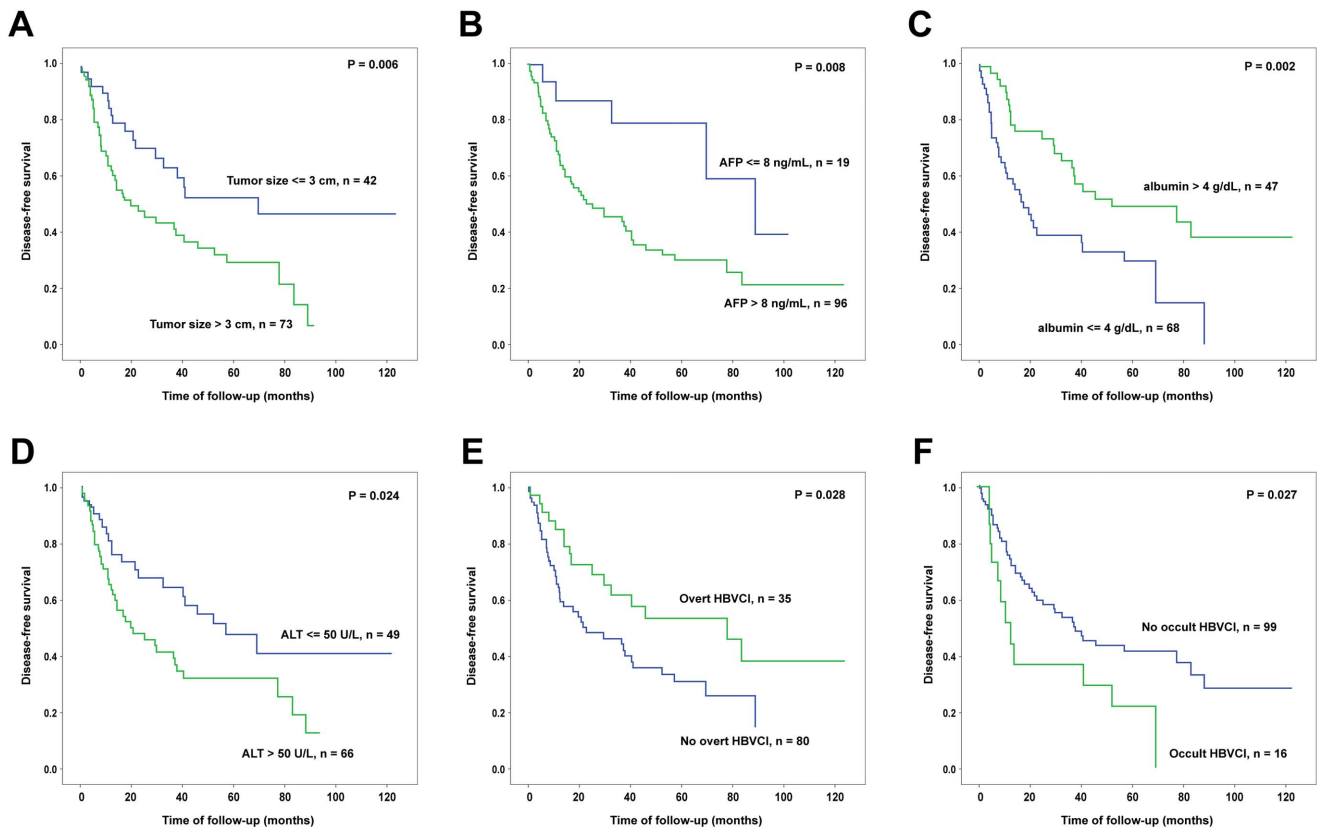 A
P = 0.006
1.0
0.8
0.6
0.4
0.2
0.0
Disease-free survival
Tumor size <= 3 cm, n = 42
Tumor size > 3 cm, n = 73
0 20 40 60 80 100 120
Time of follow-up (months)
B
P = 0.008
1.0
0.8
0.6
0.4
0.2
0.0
Disease-free survival
AFP <= 8 ng/mL, n = 19
AFP > 8 ng/mL, n = 96
0 20 40 60 80 100 120
Time of follow-up (months)
C
P = 0.002
1.0
0.8
0.6
0.4
0.2
0.0
Disease-free survival
albumin > 4 g/dL, n = 47
albumin <= 4 g/dL, n = 68
0 20 40 60 80 100 120
Time of follow-up (months)
D
P = 0.024
1.0
0.8
0.6
0.4
0.2
0.0
Disease-free survival
ALT <= 50 U/L, n = 49
ALT > 50 U/L, n = 66
0 20 40 60 80 100 120
Time of follow-up (months)
E
P = 0.028
1.0
0.8
0.6
0.4
0.2
0.0
Disease-free survival
Overt HBVCI, n = 35
No overt HBVCI, n = 80
0 20 40 60 80 100 120
Time of follow-up (months)
F
P = 0.027
1.0
0.8
0.6
0.4
0.2
0.0
Disease-free survival
No occult HBVCI, n = 99
Occult HBVCI, n = 16
0 20 40 60 80 100 120
Time of follow-up (months)